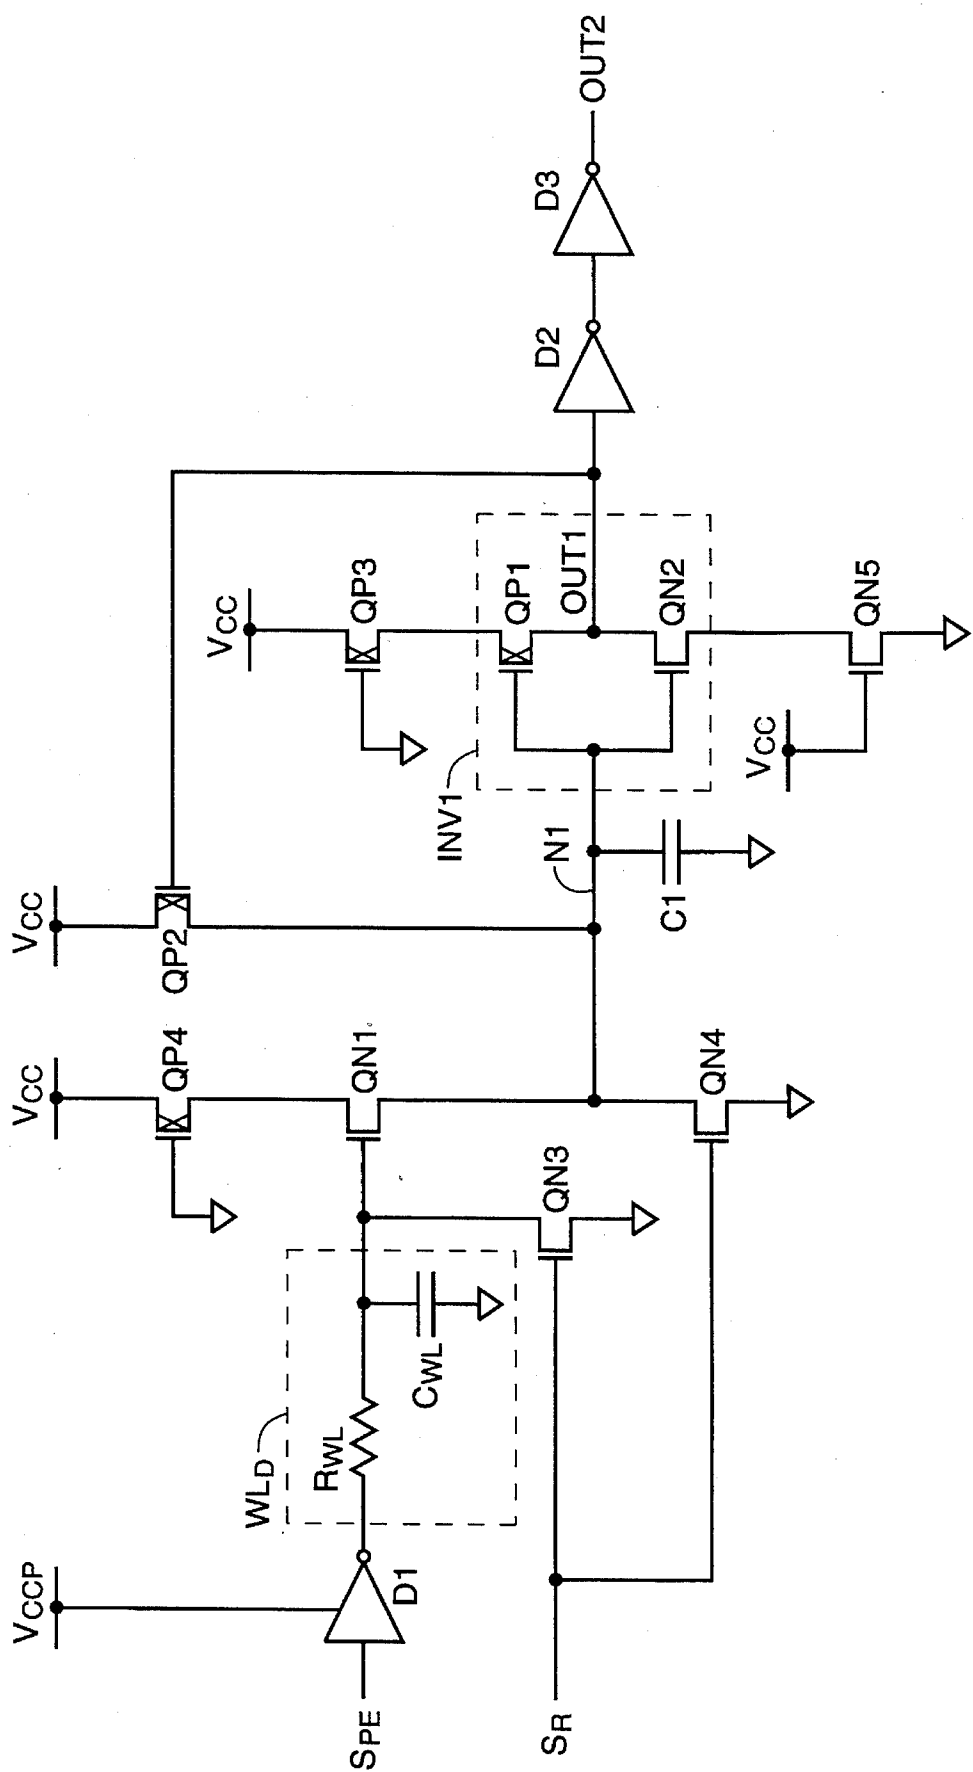 VCCP
VCC
VCC
QP4
QP2
VCC
QP3
WLD
RWL
CWL
QN1
INV1
QP1
OUT1
D2
D3
OUT2
SPE
D1
QN3
N1
C1
QN2
VCC
QN5
SR
QN4